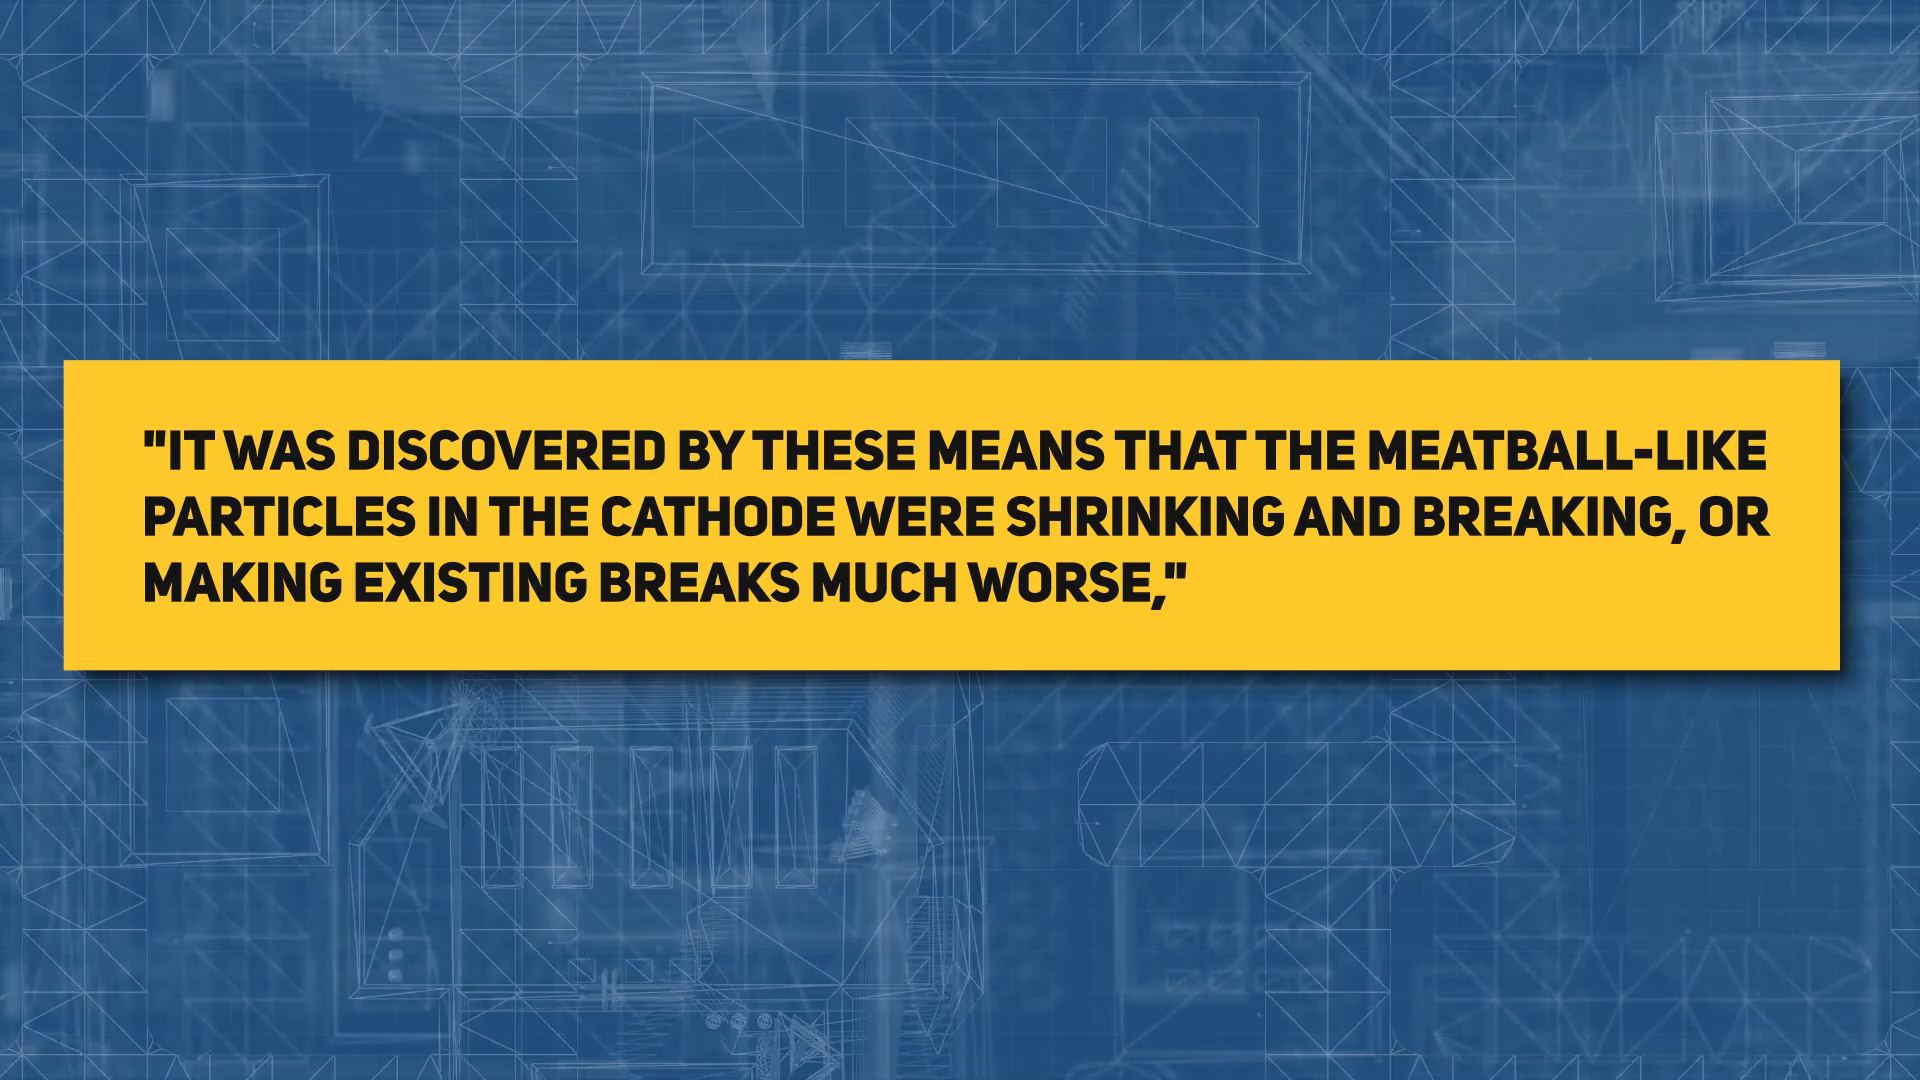 "IT WAS DISCOVERED BY THESE MEANS THAT THE MEATBALL-LIKE
PARTICLES IN THE CATHODE WERE SHRINKING AND BREAKING, OR
MAKING EXISTING BREAKS MUCH WORSE,"